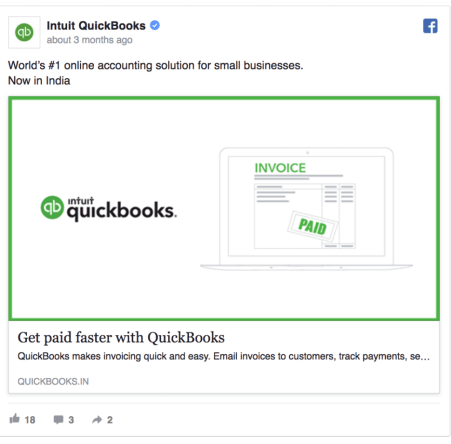 Intuit QuickBooks
about 3 months ago
World's #1 online accounting solution for small businesses.
Now in India
INVOICE
PAID
qb intuit
quickbooks.
Get paid faster with QuickBooks
QuickBooks makes invoicing quick and easy. Email invoices to customers, track payments, se...
QUICKBOOKS.IN
18 3 2